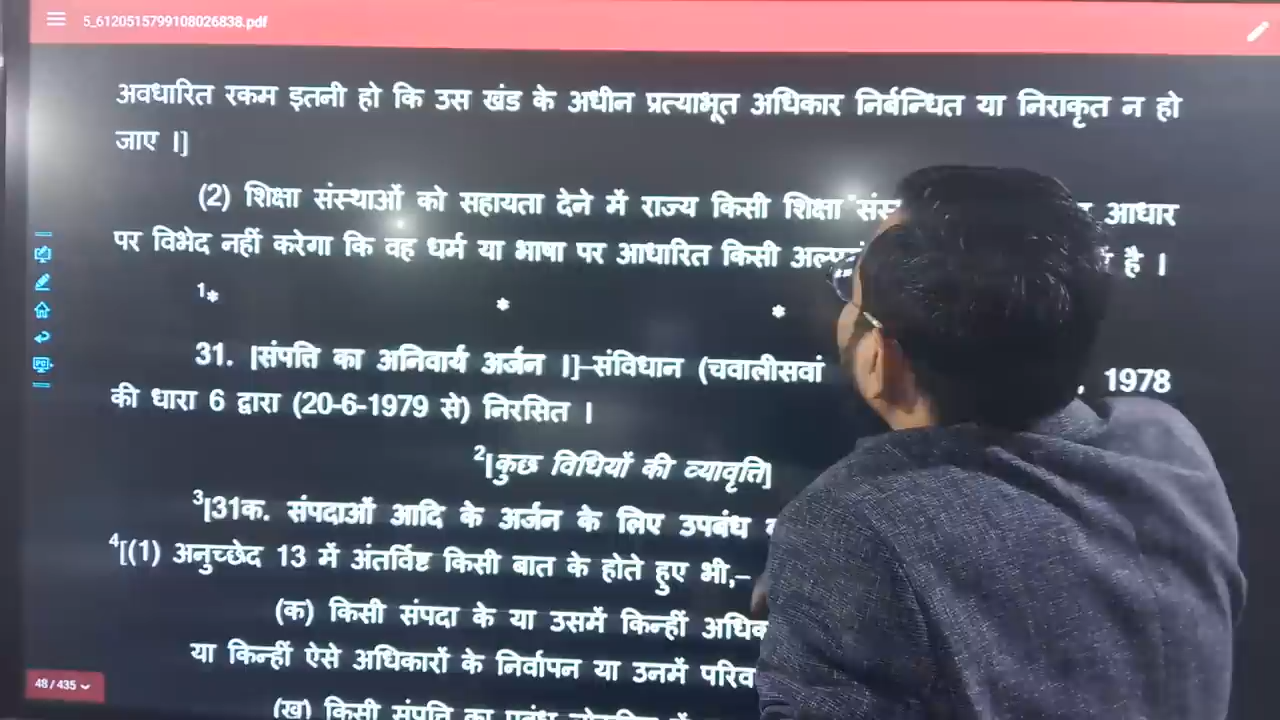 5_6120515799108026838.pdf
अवधारित रकम इतनी हो कि उस खंड के अधीन प्रत्याभूत अधिकार निर्बन्धित या निराकृत न हो
जाए ।]
(2) शिक्षा संस्थाओं को सहायता देने में राज्य किसी शिक्षा आधार
पर विभेद नहीं करेगा कि वह धर्म या भाषा पर आधारित किसी है ।
1* * *
31. [संपति का अनिवार्य अर्जन ।]–संविधान (चवालीसवां , 1978
की धारा 6 द्वारा (20-6-1979 से) निरसित ।
2[कुछ विधियों की व्यावृति]
3[31क. संपदाओं आदि के अर्जन के लिए उपबंध
4[(1) अनुच्छेद 13 में अंतर्विष्ट किसी बात के होते हुए भी,–
(क) किसी संपदा के या उसमें किन्हीं
या किन्हीं ऐसे अधिकारों के निर्वापन या उनमें
(ख) किसी संपत्ति का प्रबंध
48 / 435